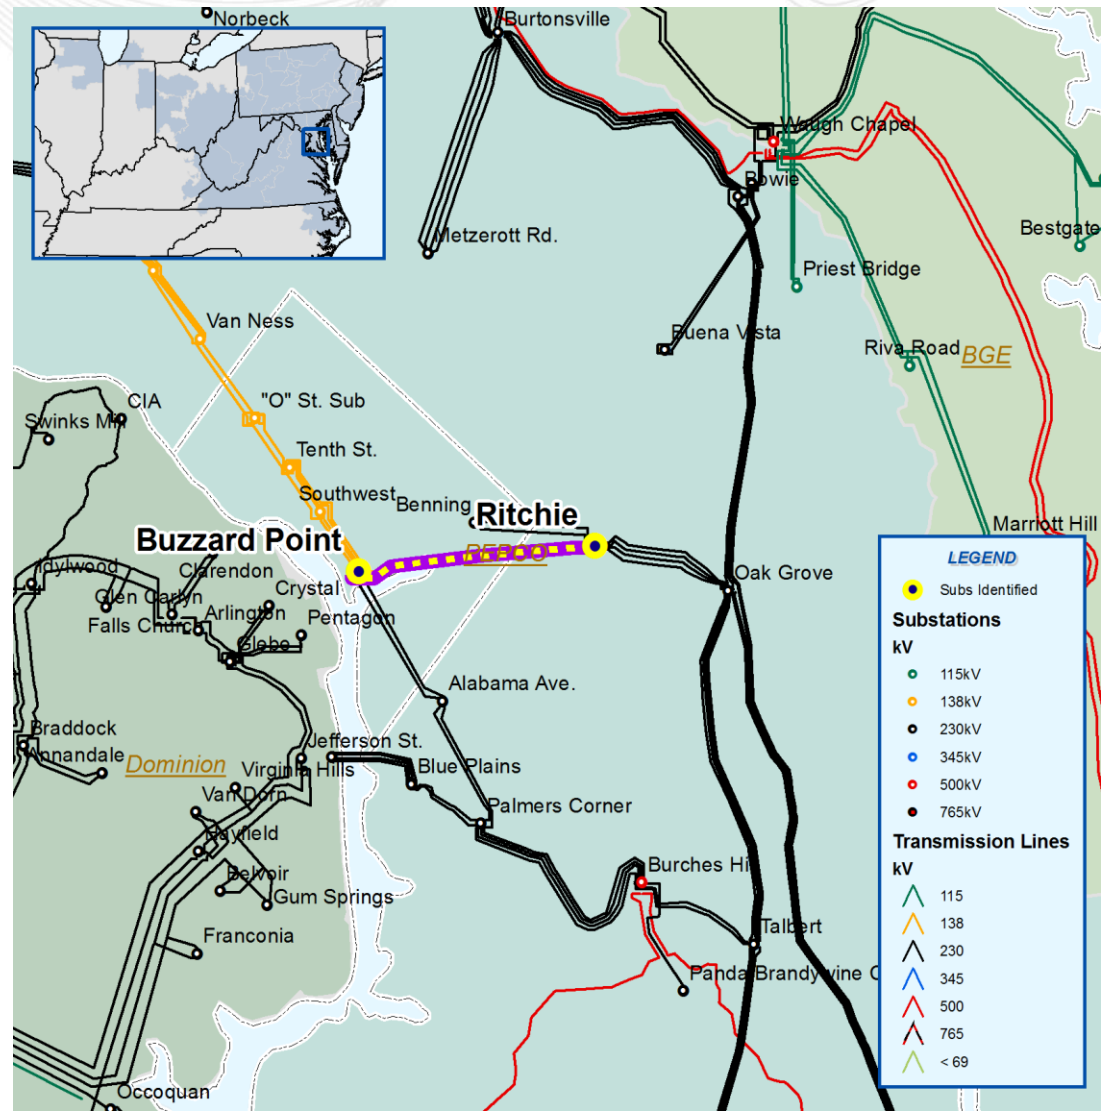 Norbeck
Burtonsville
Waugh Chapel
Bowie
Metzerott Rd.
Bestgate
Priest Bridge
Van Ness
Buena Vista
Riva Road
BGE
CIA
"O" St. Sub
Swinks Mill
Tenth St.
Southwest
Benning
Ritchie
Marriott Hill
Buzzard Point
PEPCO
Idylwood
Clarendon
Crystal
Oak Grove
Glen Carlyn
Arlington
Pentagon
Falls Church
Glebe
Alabama Ave.
Braddock
Annandale
Jefferson St.
Dominion
Virginia Hills
Blue Plains
Van Dorn
Palmers Corner
Hayfield
Burches Hil
Belvoir
Gum Springs
Franconia
Talbert
Panda Brandywine C
Occoquan
LEGEND
Subs Identified
Substations
kV
115kV
138kV
230kV
345kV
500kV
765kV
Transmission Lines
kV
115
138
230
345
500
765
< 69